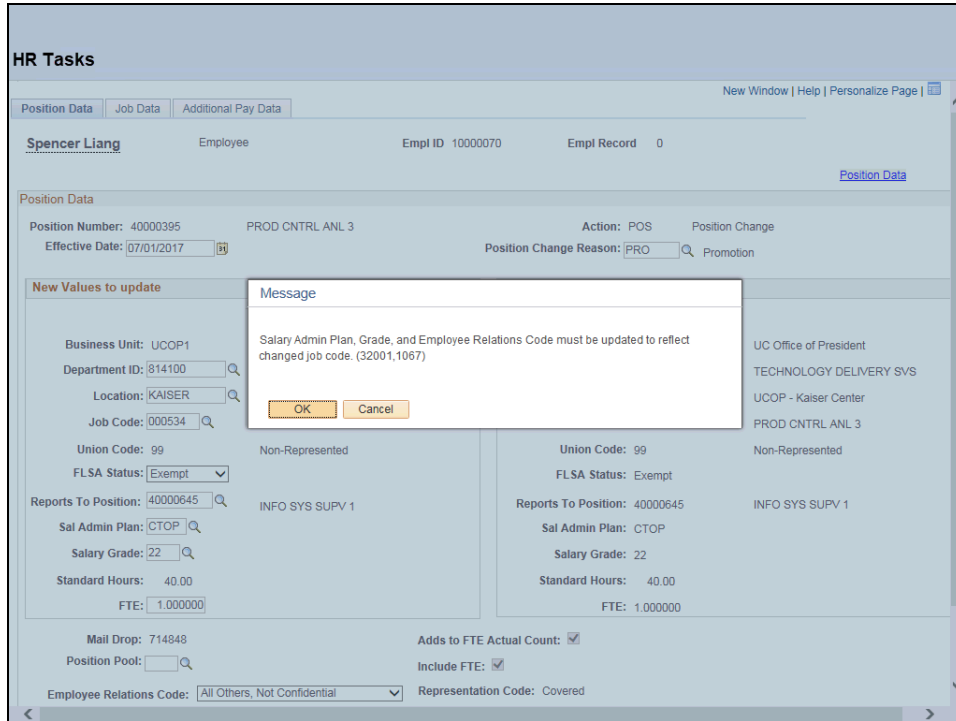 HR Tasks
New Window | Help | Personalize Page |
Position Data Job Data Additional Pay Data
Spencer Liang Employee Empl ID 10000070 Empl Record 0
Position Data
Position Data
Position Number: 40000395 PROD CNTRL ANL 3 Action: POS Position Change
Effective Date: 07/01/2017 31 Position Change Reason: PRO Promotion
New Values to update
Message
Salary Admin Plan, Grade, and Employee Relations Code must be updated to reflect
changed job code. (32001,1067)
OK Cancel
Business Unit: UCOP1 UC Office of President
Department ID: 814100 TECHNOLOGY DELIVERY SVS
Location: KAISER UCOP - Kaiser Center
Job Code: 000534 PROD CNTRL ANL 3
Union Code: 99 Non-Represented Union Code: 99 Non-Represented
FLSA Status: Exempt FLSA Status: Exempt
Reports To Position: 40000645 INFO SYS SUPV 1 Reports To Position: 40000645 INFO SYS SUPV 1
Sal Admin Plan: CTOP Sal Admin Plan: CTOP
Salary Grade: 22 Salary Grade: 22
Standard Hours: 40.00 Standard Hours: 40.00
FTE: 1.000000 FTE: 1.000000
Mail Drop: 714848 Adds to FTE Actual Count:
Position Pool: Include FTE:
Employee Relations Code: All Others, Not Confidential Representation Code: Covered